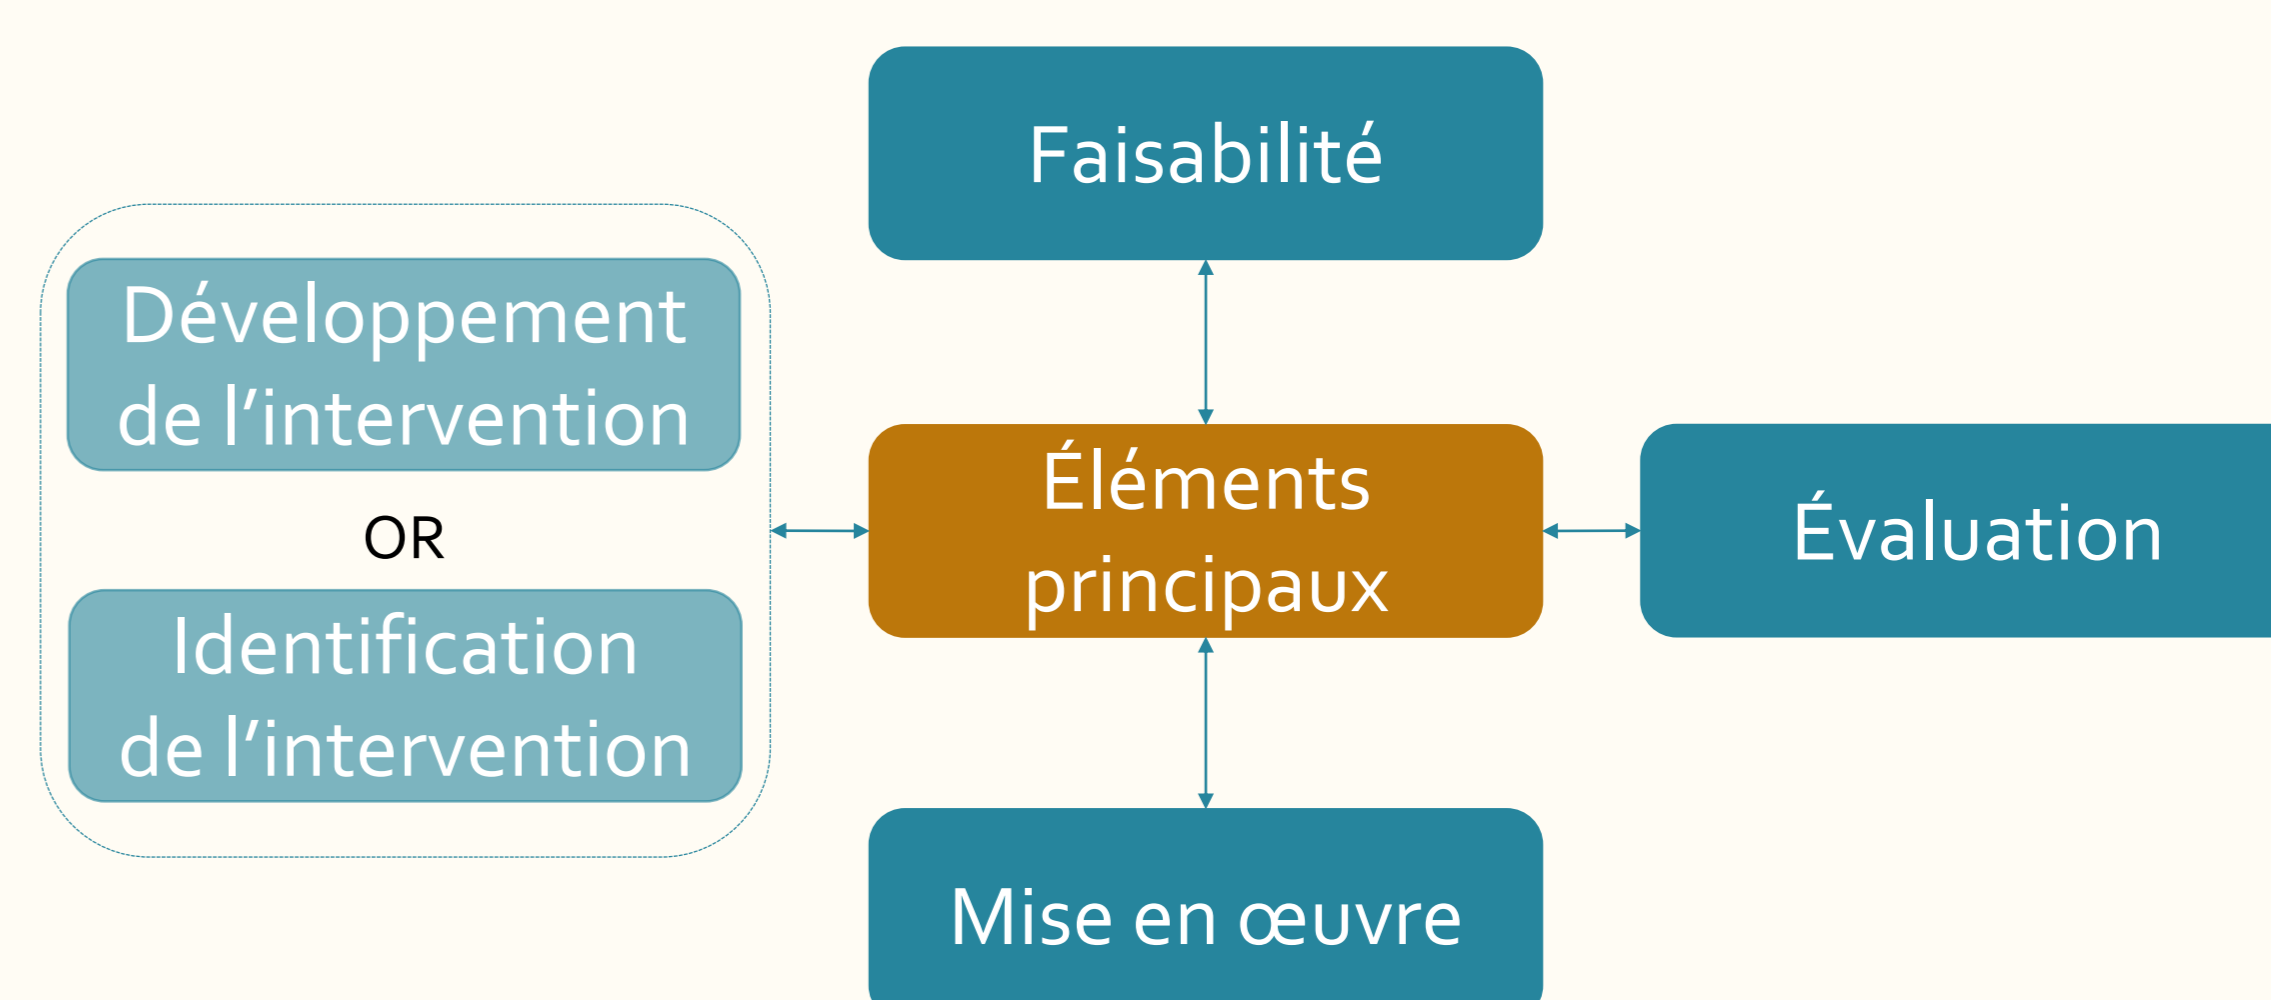 Faisabilité
Développement
de l’intervention
OR
Identification
de l’intervention
Éléments
principaux
Évaluation
Mise en œuvre